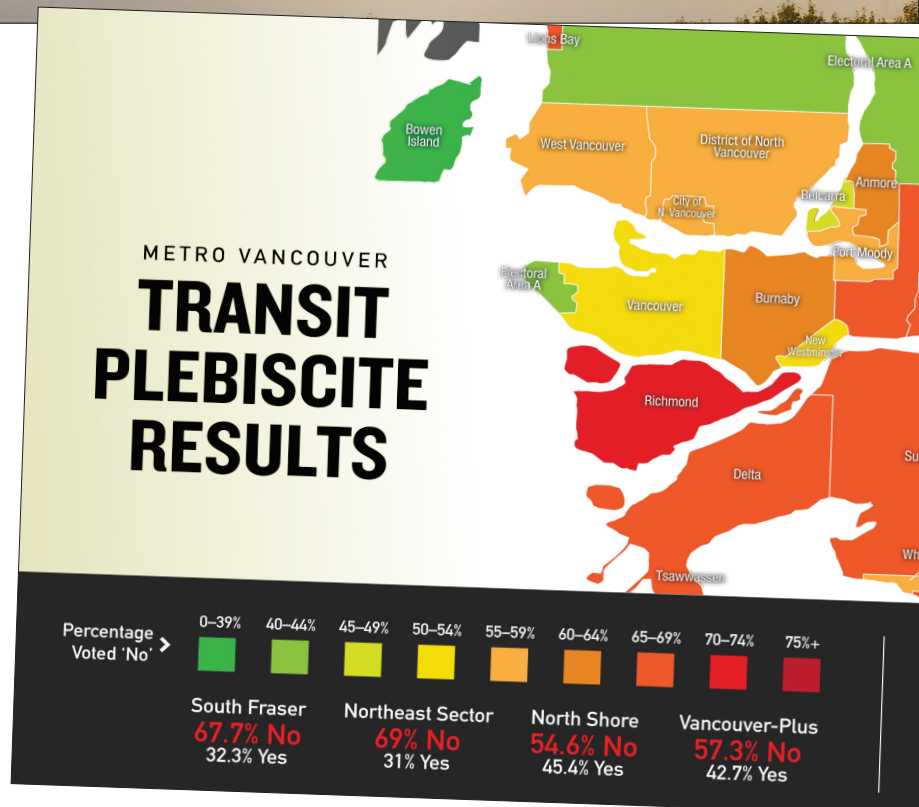 Lions Bay
Electoral Area A
Bowen
Island
West Vancouver
District of North
Vancouver
Anmore
Belcarra
City of
N. Vancouver
Port Moody
METRO VANCOUVER
TRANSIT
PLEBISCITE
RESULTS
Electoral
Area A
Vancouver
Burnaby
New
Westminster
Richmond
Su
Delta
Wh
Tsawwassen
Percentage
Voted ‘No’
0–39%
40–44%
45–49%
50–54%
55–59%
60–64%
65–69%
70–74%
75%+
South Fraser
67.7% No
32.3% Yes
Northeast Sector
69% No
31% Yes
North Shore
54.6% No
45.4% Yes
Vancouver-Plus
57.3% No
42.7% Yes